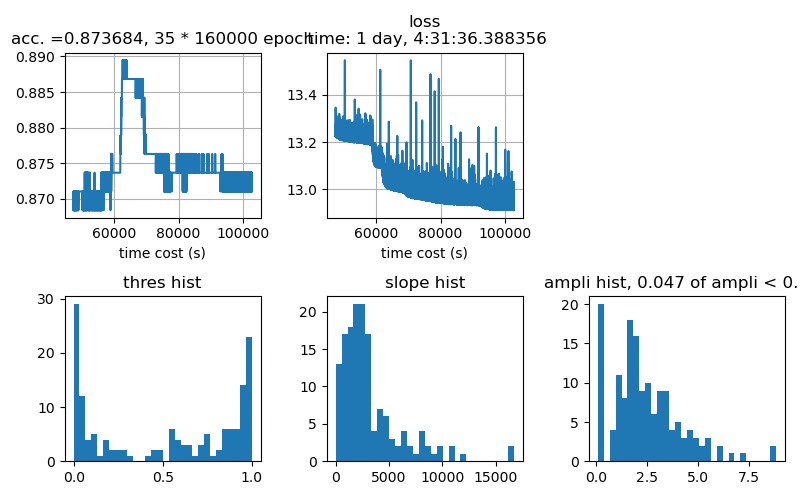 loss
acc. =0.873684, 35 * 160000 epoch
time: 1 day, 4:31:36.388356
0.890
0.885
0.880
0.875
0.870
60000 80000 100000
time cost (s)
13.4
13.2
13.0
60000 80000 100000
time cost (s)
thres hist
30
20
10
0
0.0 0.5 1.0
slope hist
20
15
10
5
0
0 5000 10000 15000
ampli hist, 0.047 of ampli < 0.
20
15
10
5
0
0.0 2.5 5.0 7.5